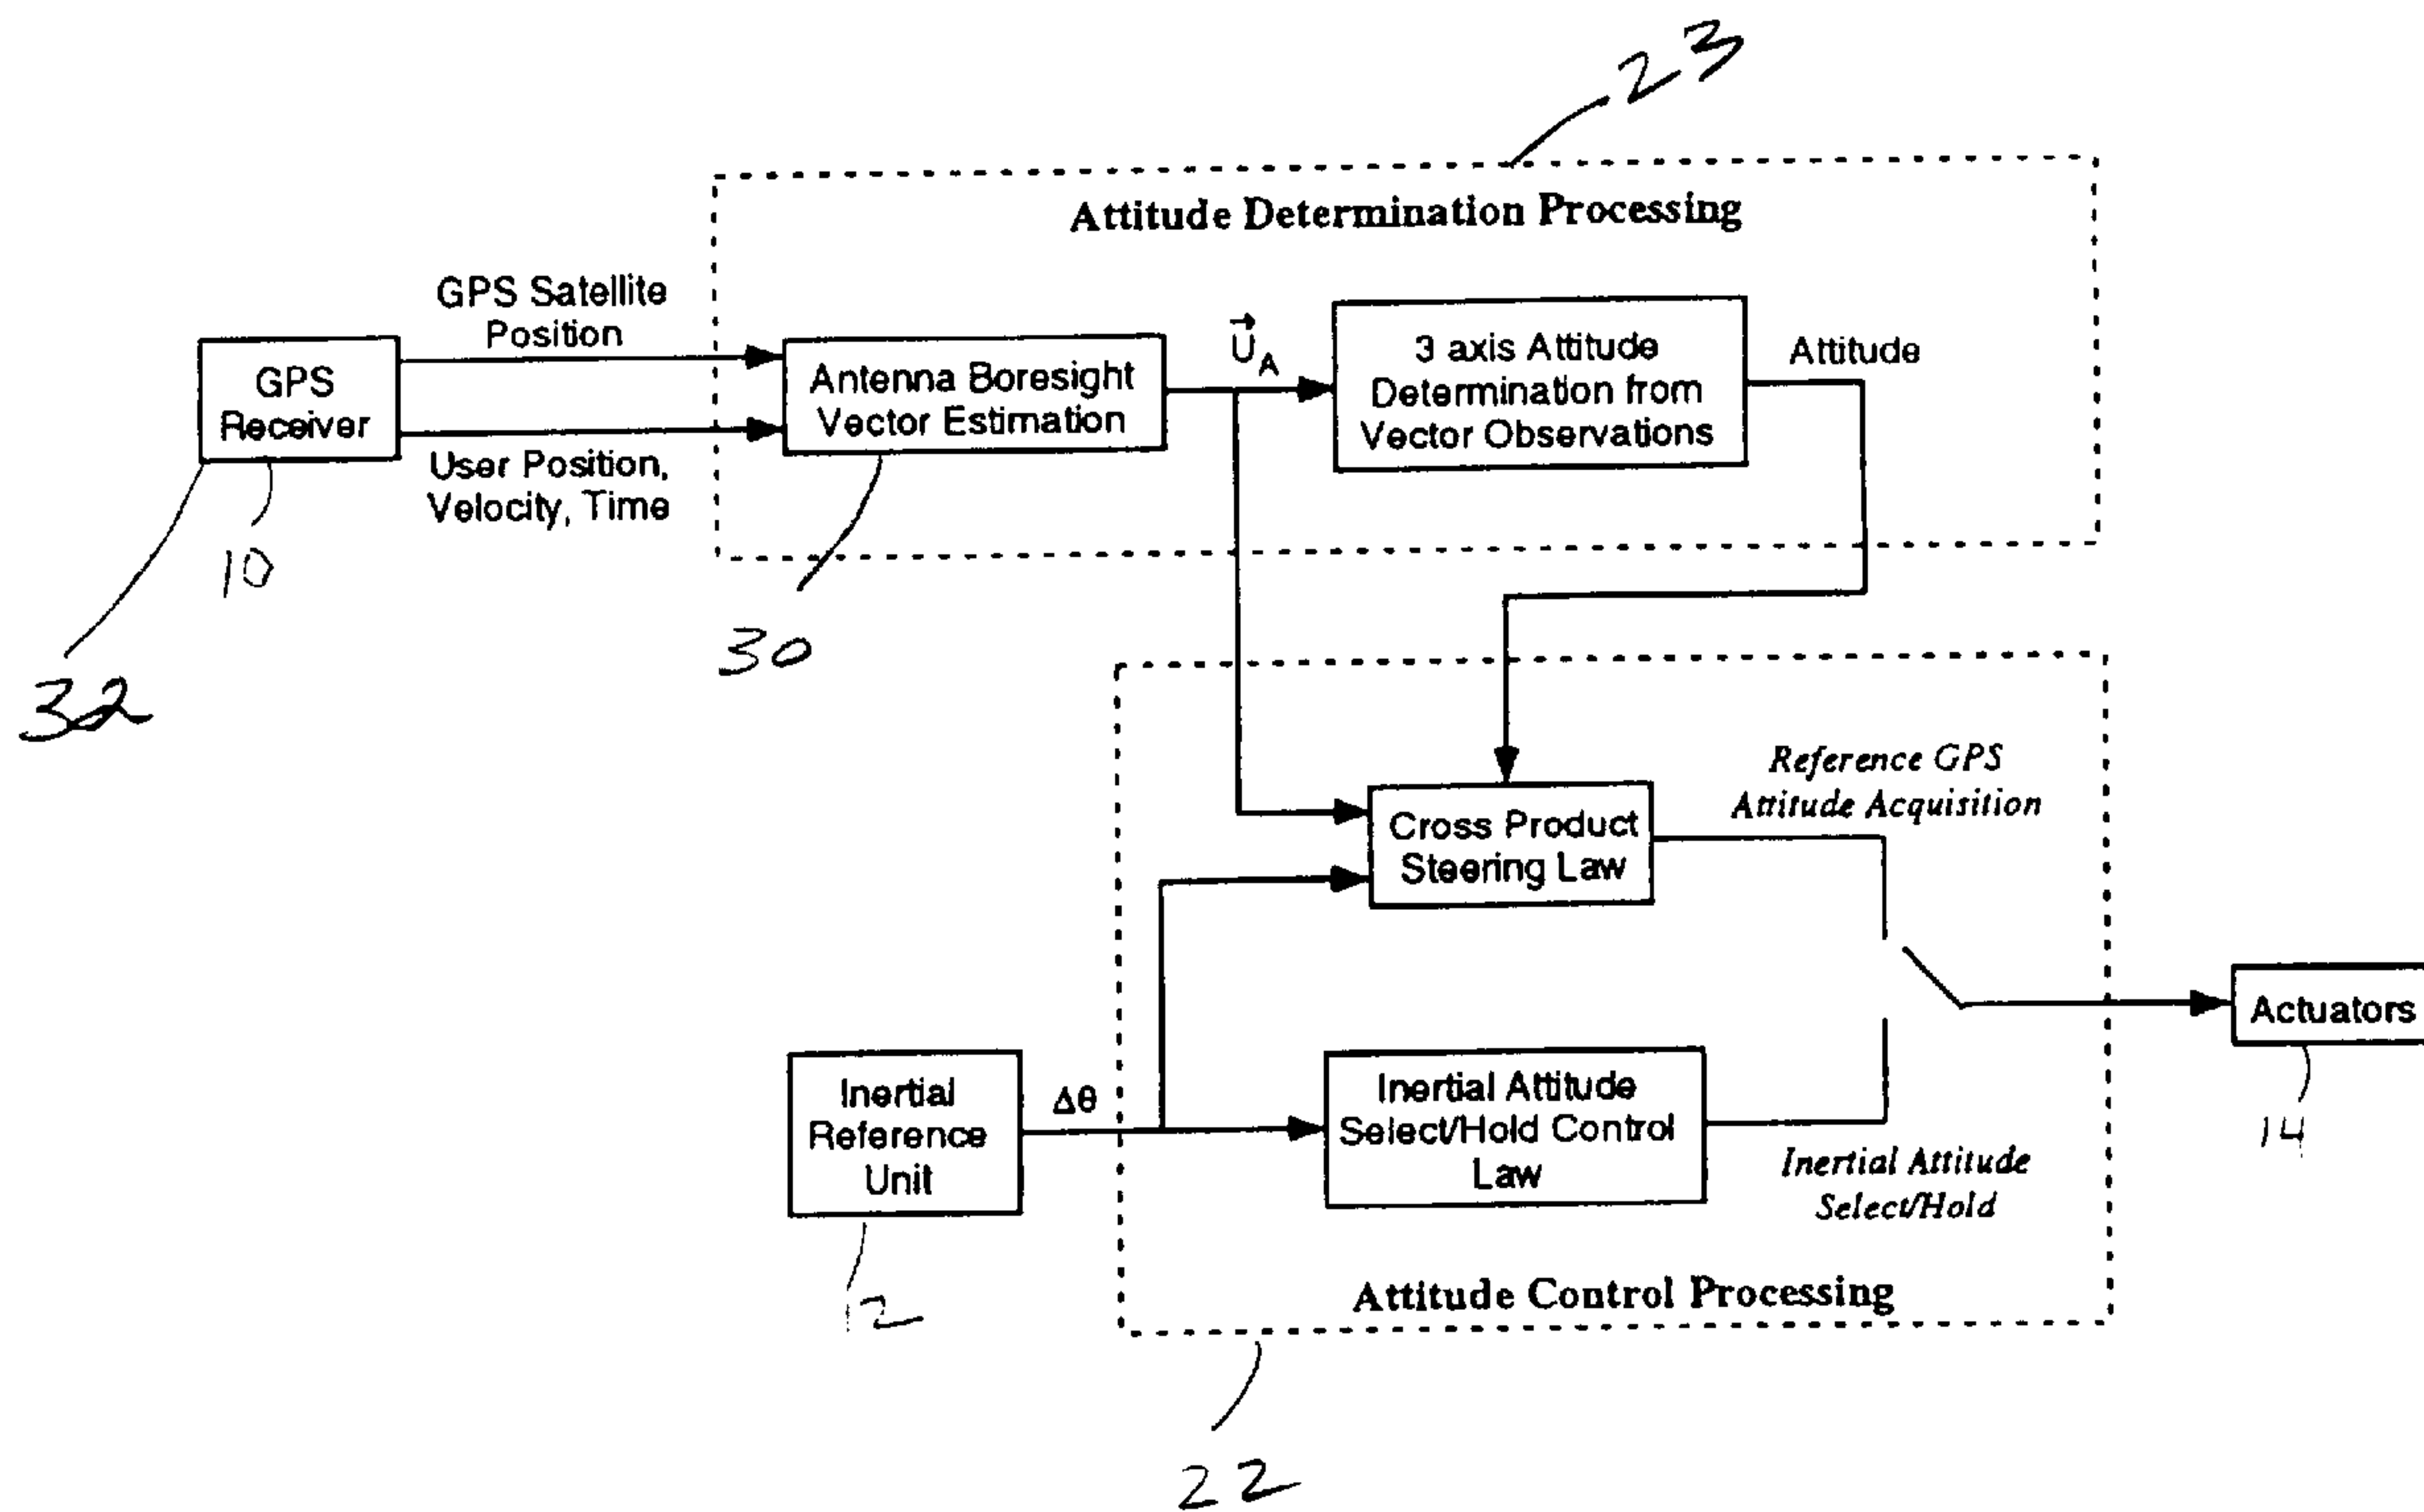 23
Attitude Determination Processing
GPS Satellite
Position
GPS
Receiver
User Position,
Velocity, Time
Antenna Boresight
Vector Estimation
U⃗A
3 axis Attitude
Determination from
Vector Observations
Attitude
10
32
30
Reference GPS
Attitude Acquisition
Cross Product
Steering Law
Actuators
14
Inertial
Reference
Unit
Δθ
Inertial Attitude
Select/Hold Control
Law
Inertial Attitude
Select/Hold
12
Attitude Control Processing
22